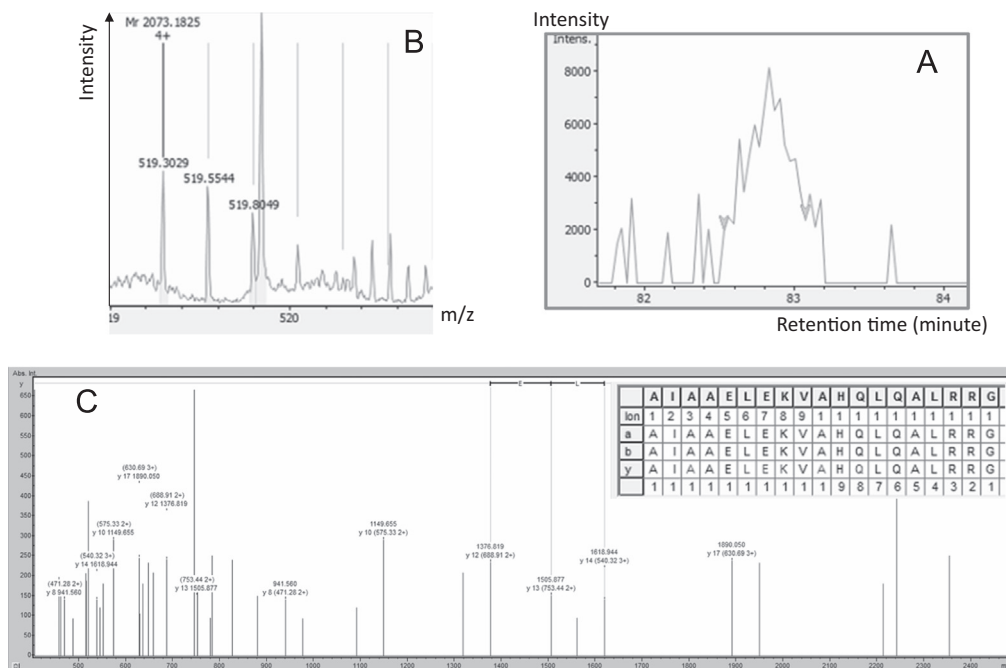 Mr 2073.1825
4+
Intensity
B
519.3029
519.5544
519.8049
19
520
m/z
Intensity
Intens.
A
8000
6000
4000
2000
0
82
83
84
Retention time (minute)
Abs. Int.
y
C
E
L
650
600
550
500
450
400
350
300
250
200
150
100
50
0
(630.69 3+)
y 17 1890.050
(688.91 2+)
y 12 1376.819
(575.33 2+)
y 10 1149.655
(540.32 3+)
y 14 1618.944
(471.28 2+)
y 8 941.560
(753.44 2+)
y 13 1505.877
941.560
y 8 (471.28 2+)
1149.655
y 10 (575.33 2+)
1376.819
y 12 (688.91 2+)
1505.877
y 13 (753.44 2+)
1618.944
y 14 (540.32 3+)
1890.050
y 17 (630.69 3+)
A I A A E L E K V A H Q L Q A L R R G
Ion 1 2 3 4 5 6 7 8 9 1 1 1 1 1 1 1 1 1 1
a A I A A E L E K V A H Q L Q A L R R G
b A I A A E L E K V A H Q L Q A L R R G
y A I A A E L E K V A H Q L Q A L R R G
1 1 1 1 1 1 1 1 1 1 9 8 7 6 5 4 3 2 1
500 600 700 800 900 1000 1100 1200 1300 1400 1500 1600 1700 1800 1900 2000 2100 2200 2300 2400